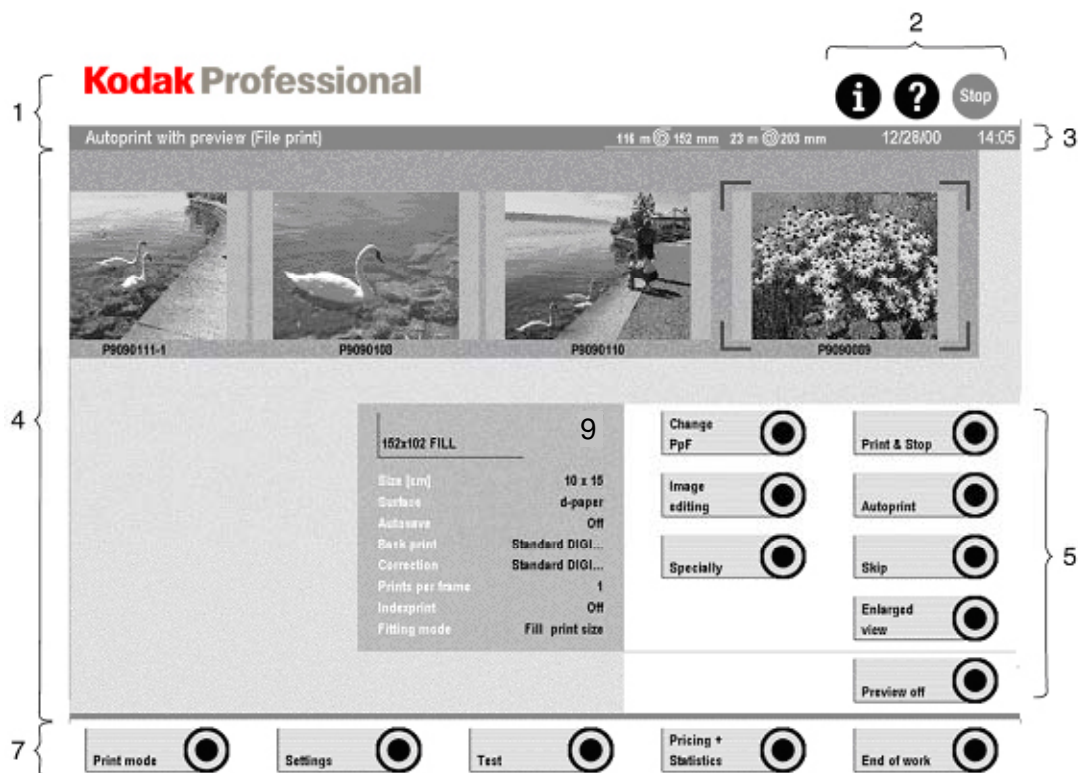 2
Kodak Professional
1
i ? Stop
Autoprint with preview (File print) 116 m 152 mm 23 m 203 mm 12/28/00 14:05
3
P9090111-1 P9090108 P9090110 P9090089
4
152x102 FILL 9
Size [cm] 10 x 15
Surface d-paper
Autosave Off
Back print Standard DIGI...
Correction Standard DIGI...
Prints per frame 1
Indexprint Off
Fitting mode Fill print size
Change
PpF
Print & Stop
Image
editing
Autoprint
Specially
Skip
5
Enlarged
view
Preview off
7
Print mode
Settings
Test
Pricing +
Statistics
End of work